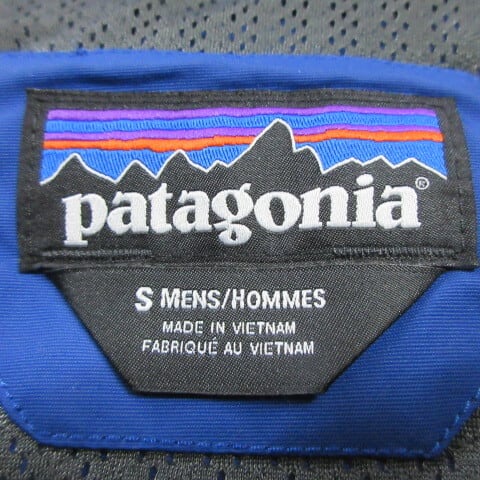 patagonia®
S MENS/HOMMES
MADE IN VIETNAM
FABRIQUÉ AU VIETNAM